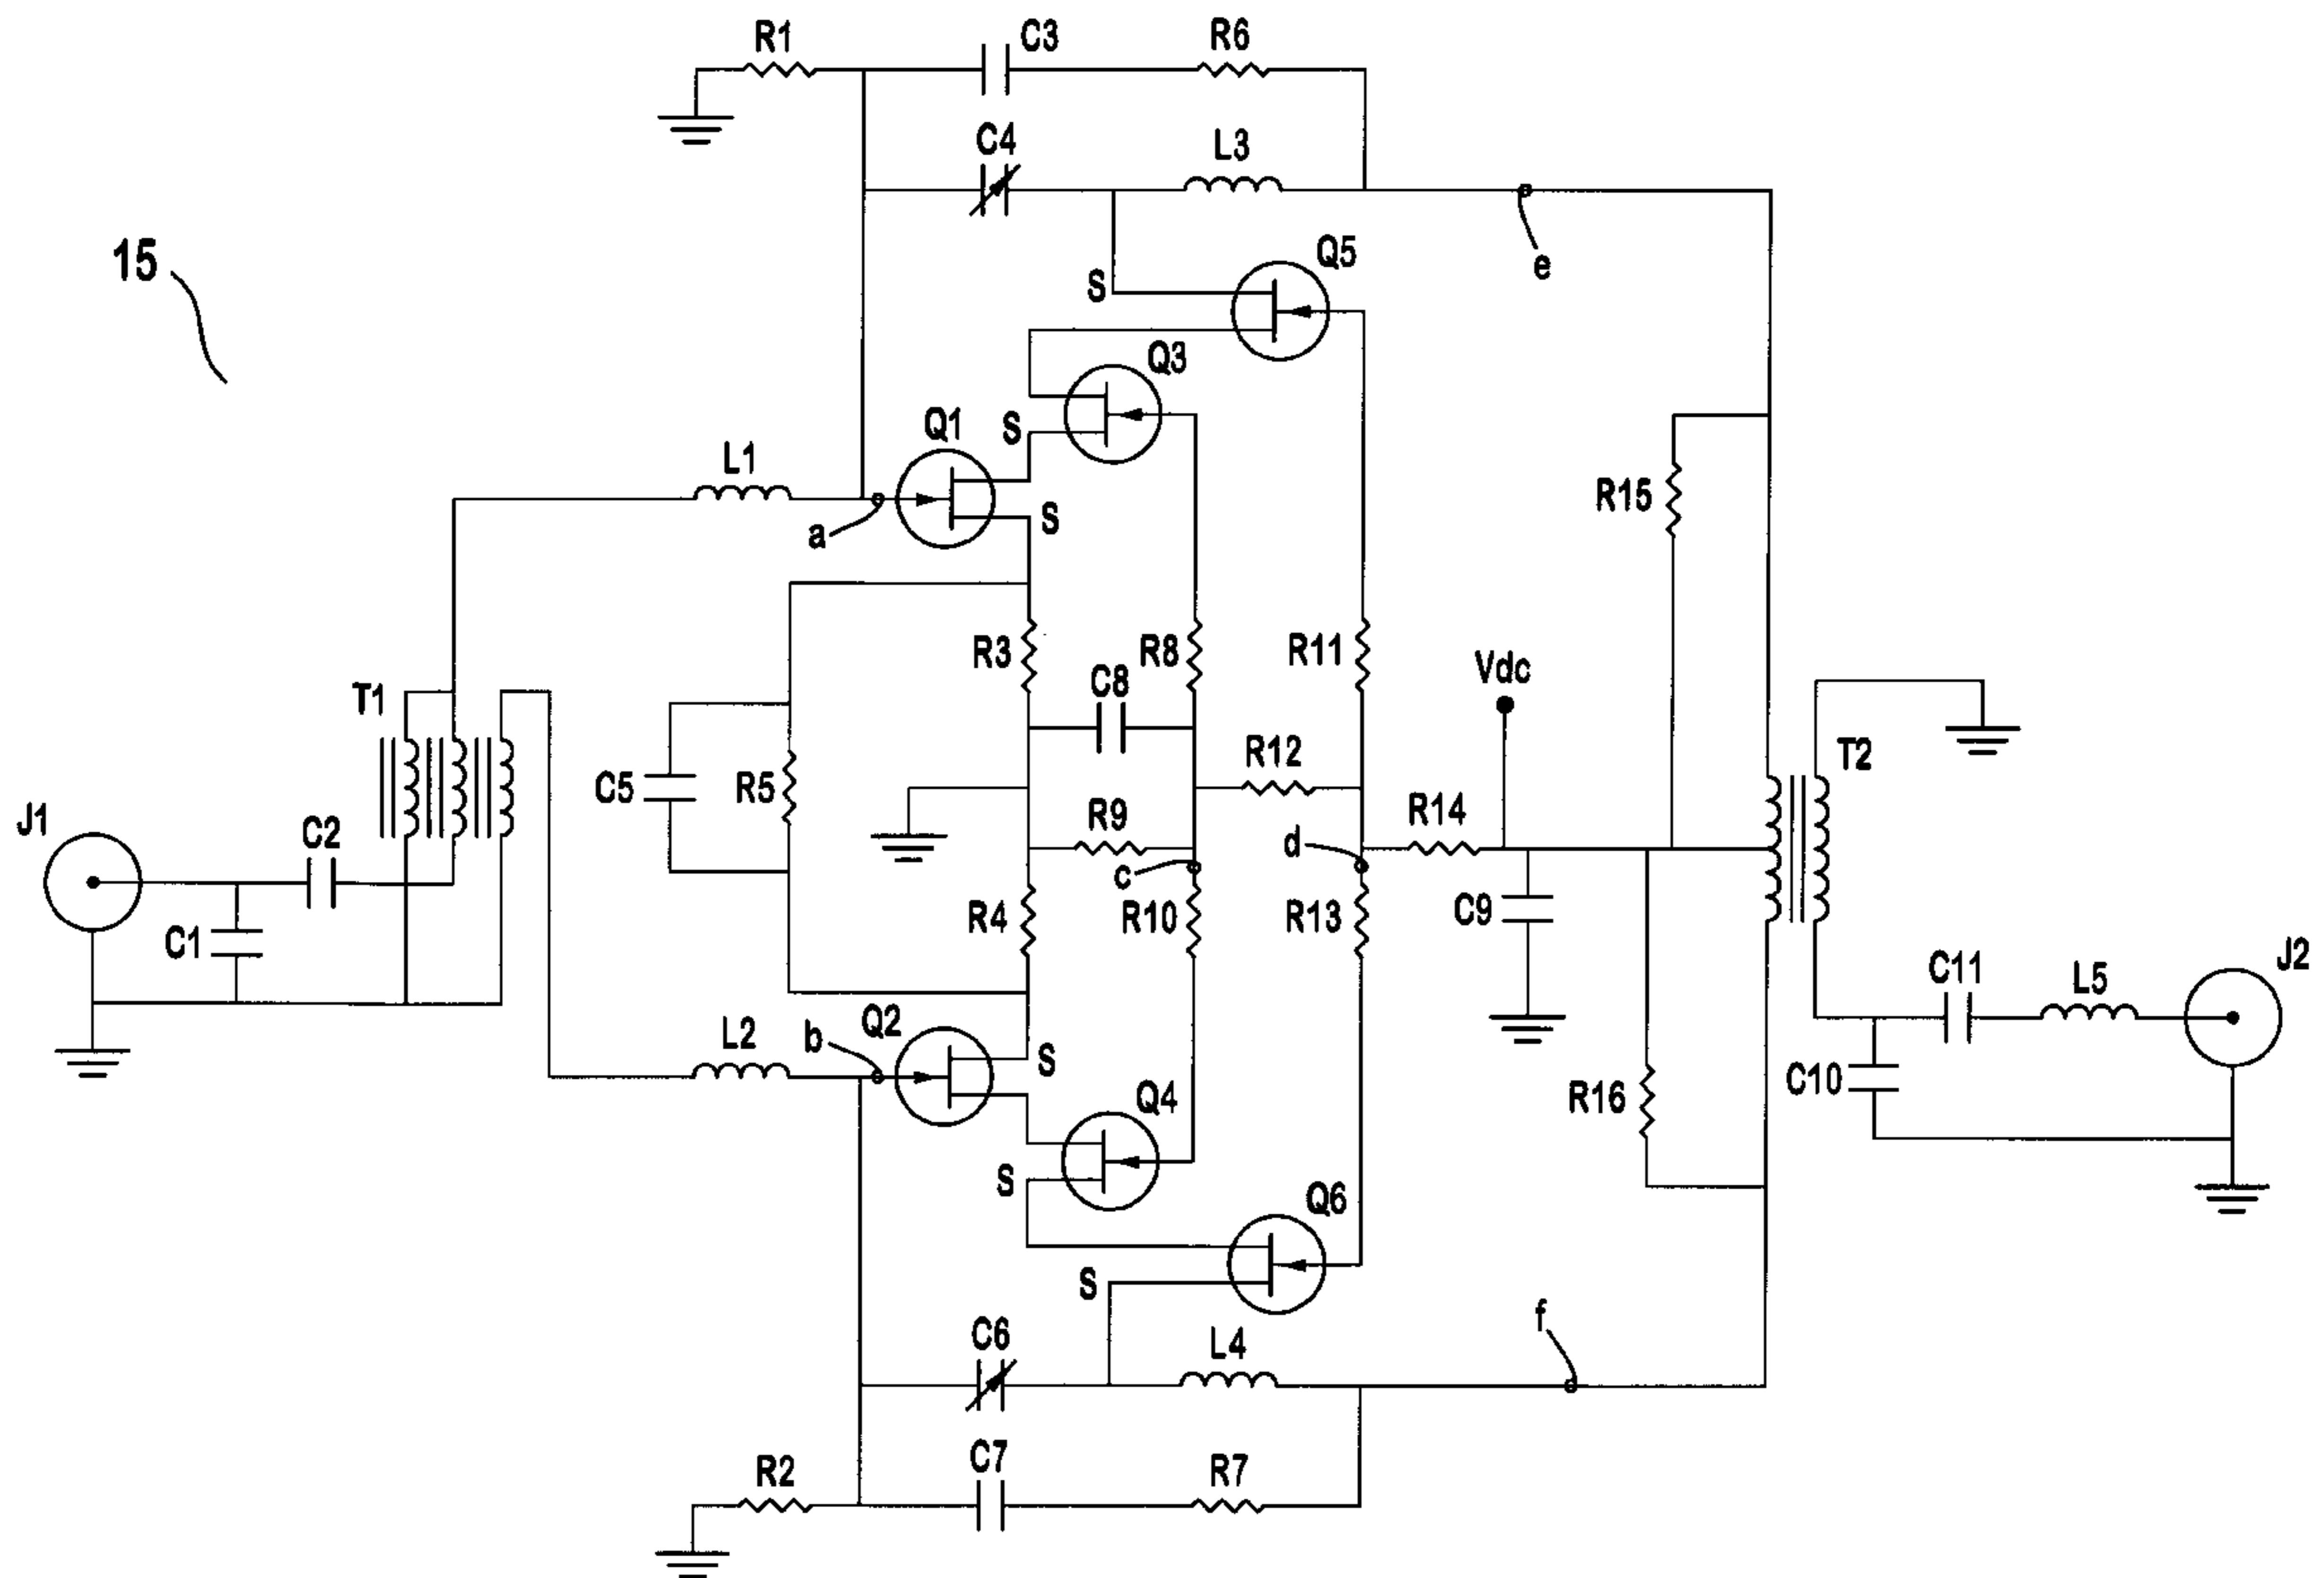 R1
C3
R6
C4
L3
15
Q5
S
e
Q3
Q1
S
L1
S
R15
a
R3
R8
R11
Vdc
C8
T1
R12
T2
C5
R5
R9
R14
J1
C2
d
c
R4
R10
R13
C9
C1
C11
J2
L5
Q2
L2
b
S
Q4
C10
R16
S
Q6
S
f
C6
L4
C7
R2
R7